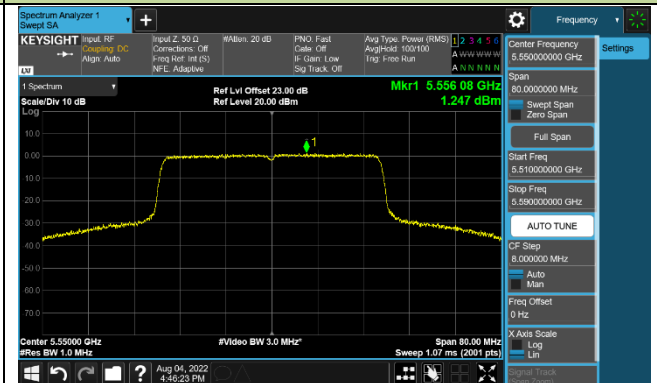 Spectrum Analyzer 1
Swept SA
Frequency
KEYSIGHT
Input: RF
Coupling: DC
Align: Auto
Input Z: 50 Ω
Corrections: Off
Freq Ref: Int (S)
NFE: Adaptive
#Atten: 20 dB
PNO: Fast
Gate: Off
IF Gain: Low
Sig Track: Off
Avg Type: Power (RMS)
Avg|Hold: 100/100
Trig: Free Run
1 2 3 4 5 6
A W W W W W
A N N N N N
LXI
1 Spectrum
Scale/Div 10 dB
Log
Ref Lvl Offset 23.00 dB
Ref Level 20.00 dBm
Mkr1 5.556 08 GHz
1.247 dBm
1
10.0
0.00
-10.0
-20.0
-30.0
-40.0
-50.0
-60.0
-70.0
Center 5.55000 GHz
#Res BW 1.0 MHz
#Video BW 3.0 MHz*
Span 80.00 MHz
Sweep 1.07 ms (2001 pts)
Aug 04, 2022
4:46:23 PM
?
Settings
Center Frequency
5.550000000 GHz
Span
80.0000000 MHz
Swept Span
Zero Span
Full Span
Start Freq
5.510000000 GHz
Stop Freq
5.590000000 GHz
AUTO TUNE
CF Step
8.000000 MHz
Auto
Man
Freq Offset
0 Hz
X Axis Scale
Log
Lin
Signal Track
(Span Zoom)